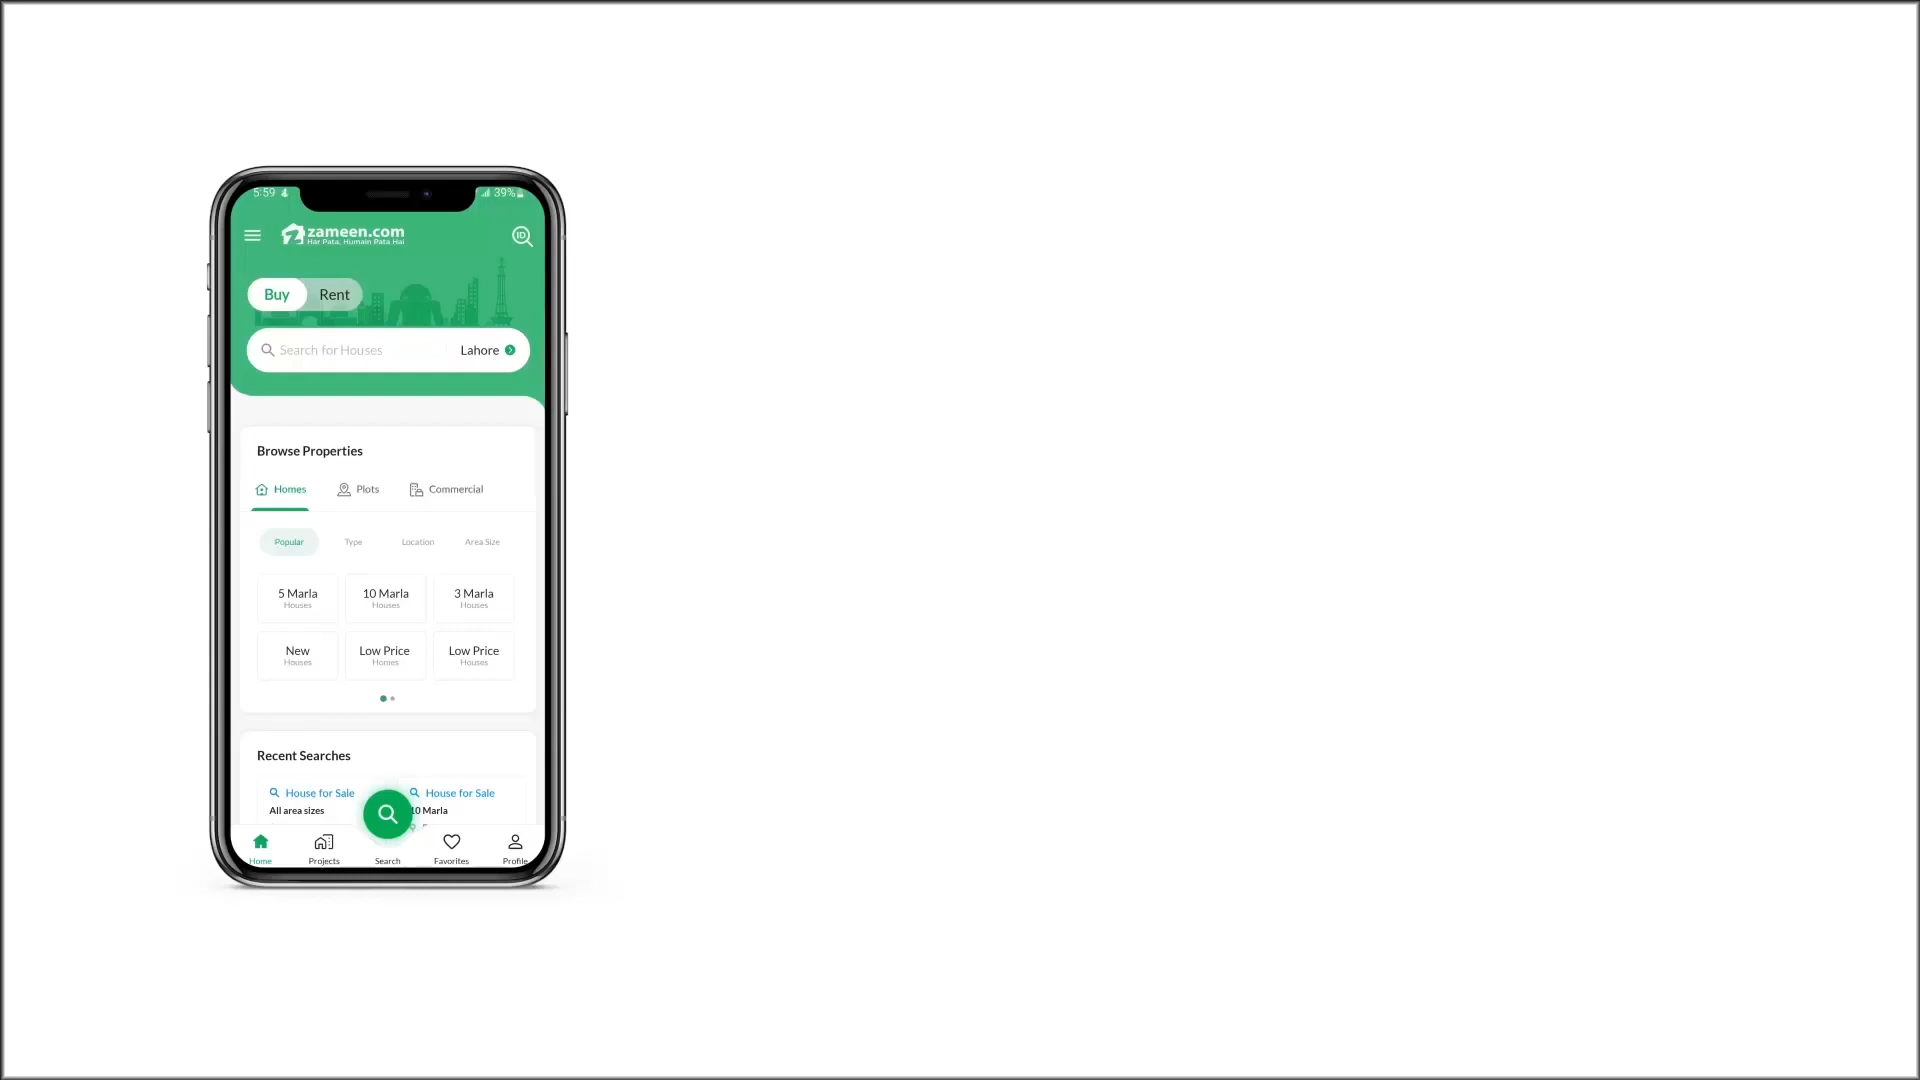 5:59
39%
zameen.com
Har Pata, Humain Pata Hai
ID
Buy Rent
Search for Houses Lahore
Browse Properties
Homes Plots Commercial
Popular Type Location Area Size
5 Marla 10 Marla 3 Marla
Houses Houses Houses
New Low Price Low Price
Houses Homes Houses
Recent Searches
House for Sale House for Sale
All area sizes 10 Marla
Home Projects Search Favorites Profile